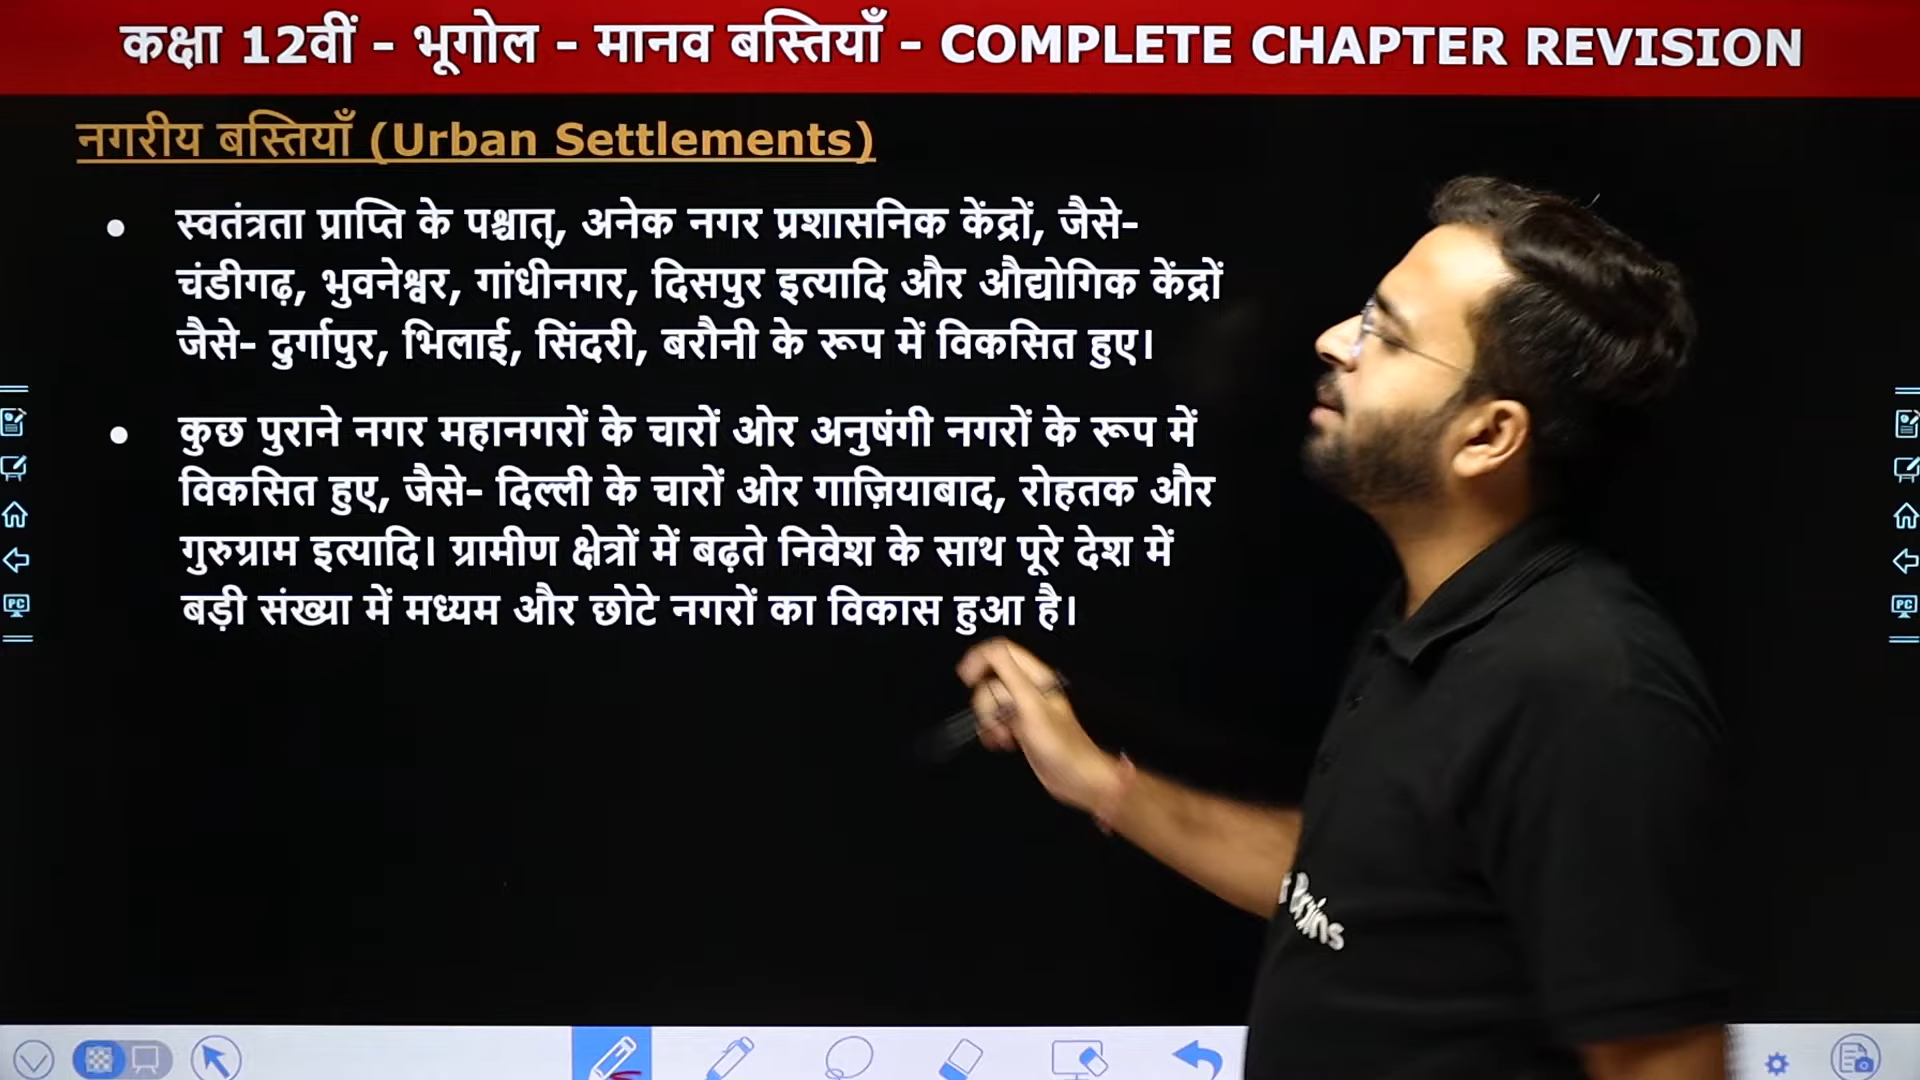 कक्षा 12वीं - भूगोल - मानव बस्तियाँ - COMPLETE CHAPTER REVISION
नगरीय बस्तियाँ (Urban Settlements)
• स्वतंत्रता प्राप्ति के पश्चात्, अनेक नगर प्रशासनिक केंद्रों, जैसे-
चंडीगढ़, भुवनेश्वर, गांधीनगर, दिसपुर इत्यादि और औद्योगिक केंद्रों
जैसे- दुर्गापुर, भिलाई, सिंदरी, बरौनी के रूप में विकसित हुए।
• कुछ पुराने नगर महानगरों के चारों ओर अनुषंगी नगरों के रूप में
विकसित हुए, जैसे- दिल्ली के चारों ओर गाज़ियाबाद, रोहतक और
गुरुग्राम इत्यादि। ग्रामीण क्षेत्रों में बढ़ते निवेश के साथ पूरे देश में
बड़ी संख्या में मध्यम और छोटे नगरों का विकास हुआ है।
PC
PC